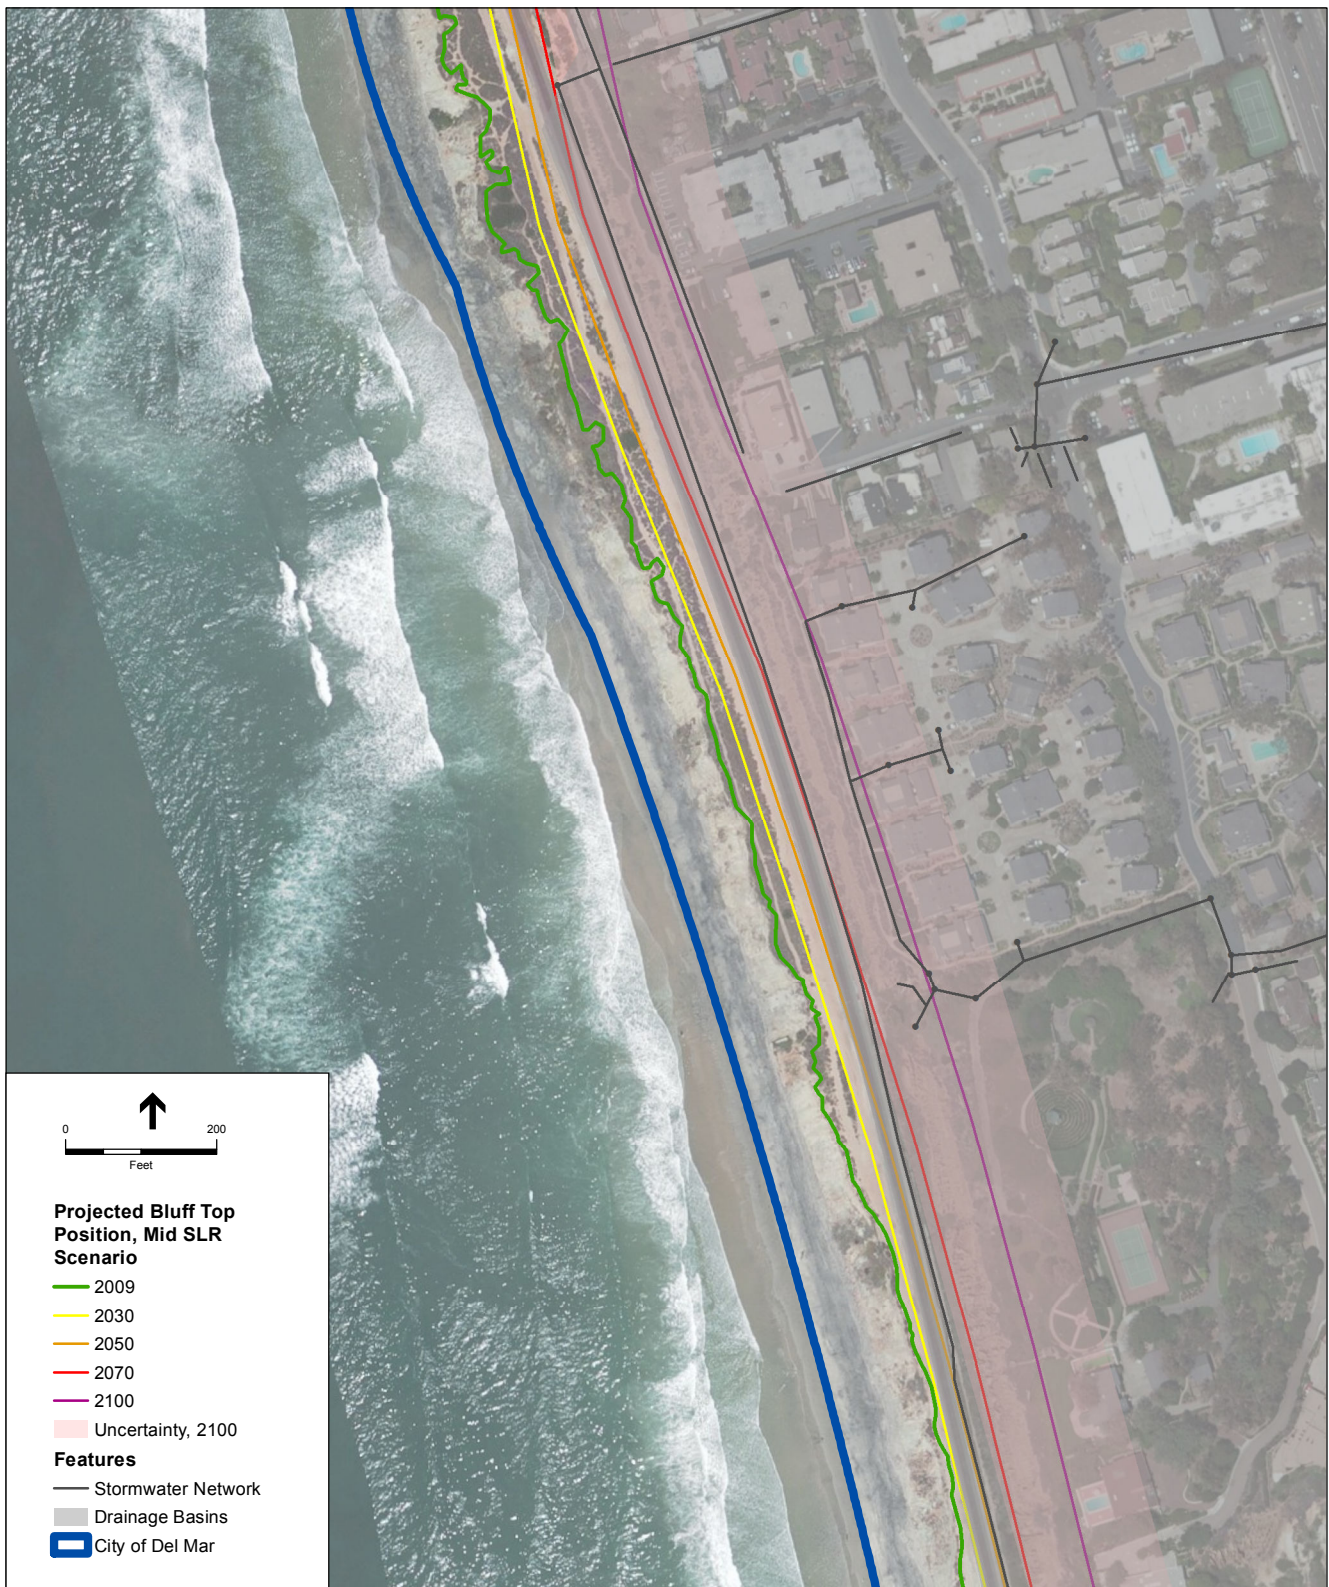 0 200
Feet
Projected Bluff Top
Position, Mid SLR
Scenario
2009
2030
2050
2070
2100
Uncertainty, 2100
Features
Stormwater Network
Drainage Basins
City of Del Mar